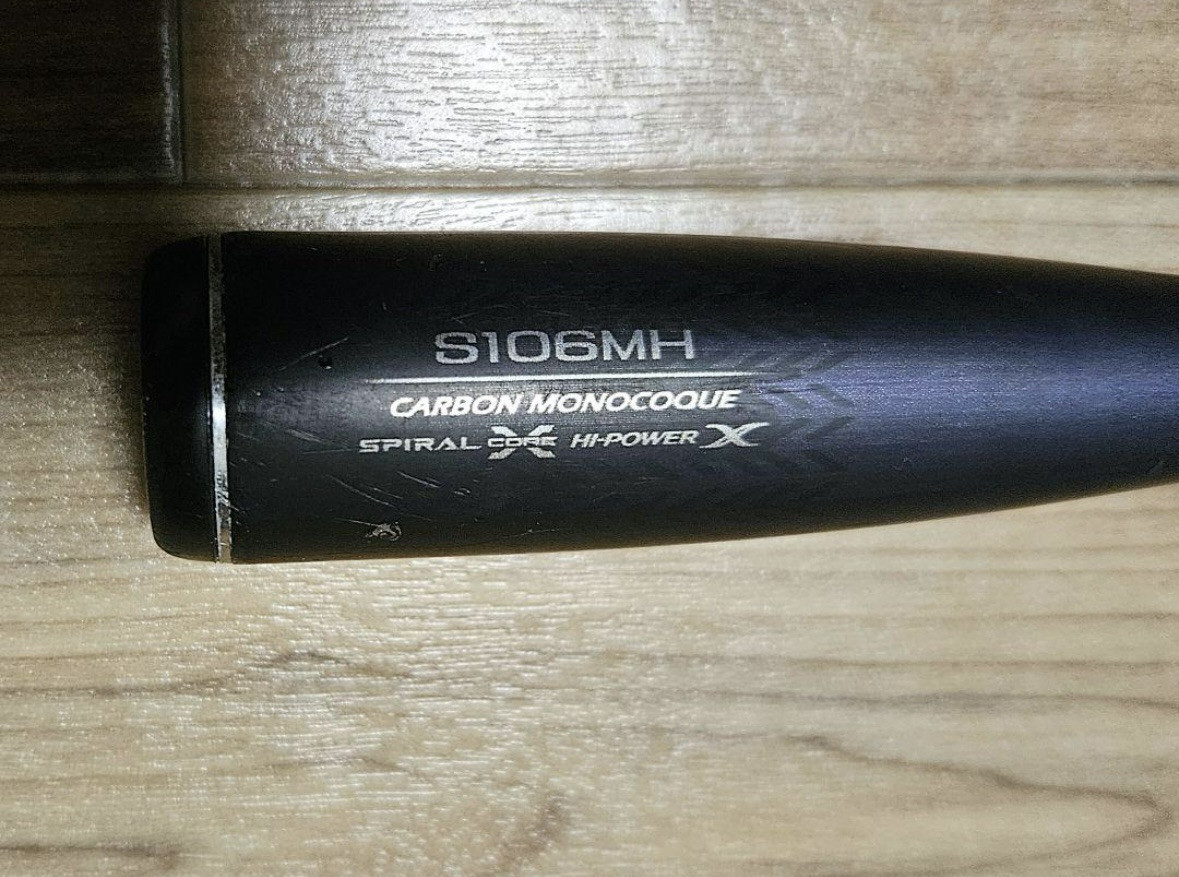 S106MH
CARBON MONOCOQUE
SPIRAL CORE X HI-POWER X